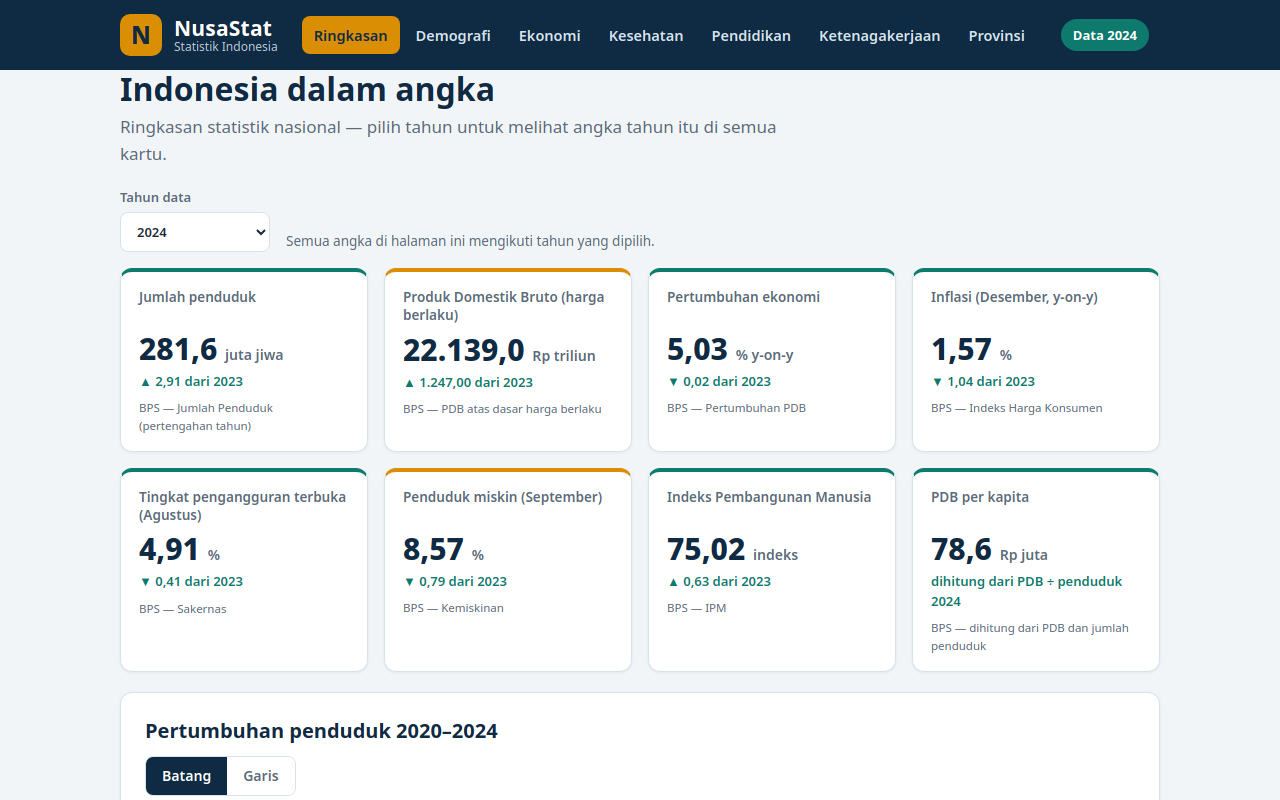 N
NusaStat
Statistik Indonesia
Ringkasan
Demografi
Ekonomi
Kesehatan
Pendidikan
Ketenagakerjaan
Provinsi
Data 2024
Indonesia dalam angka
Ringkasan statistik nasional — pilih tahun untuk melihat angka tahun itu di semua
kartu.
Tahun data
2024
Semua angka di halaman ini mengikuti tahun yang dipilih.
Jumlah penduduk
281,6 juta jiwa
▲ 2,91 dari 2023
BPS — Jumlah Penduduk
(pertengahan tahun)
Produk Domestik Bruto (harga
berlaku)
22.139,0 Rp triliun
▲ 1.247,00 dari 2023
BPS — PDB atas dasar harga berlaku
Pertumbuhan ekonomi
5,03 % y-on-y
▼ 0,02 dari 2023
BPS — Pertumbuhan PDB
Inflasi (Desember, y-on-y)
1,57 %
▼ 1,04 dari 2023
BPS — Indeks Harga Konsumen
Tingkat pengangguran terbuka
(Agustus)
4,91 %
▼ 0,41 dari 2023
BPS — Sakernas
Penduduk miskin (September)
8,57 %
▼ 0,79 dari 2023
BPS — Kemiskinan
Indeks Pembangunan Manusia
75,02 indeks
▲ 0,63 dari 2023
BPS — IPM
PDB per kapita
78,6 Rp juta
dihitung dari PDB ÷ penduduk
2024
BPS — dihitung dari PDB dan jumlah
penduduk
Pertumbuhan penduduk 2020–2024
Batang
Garis